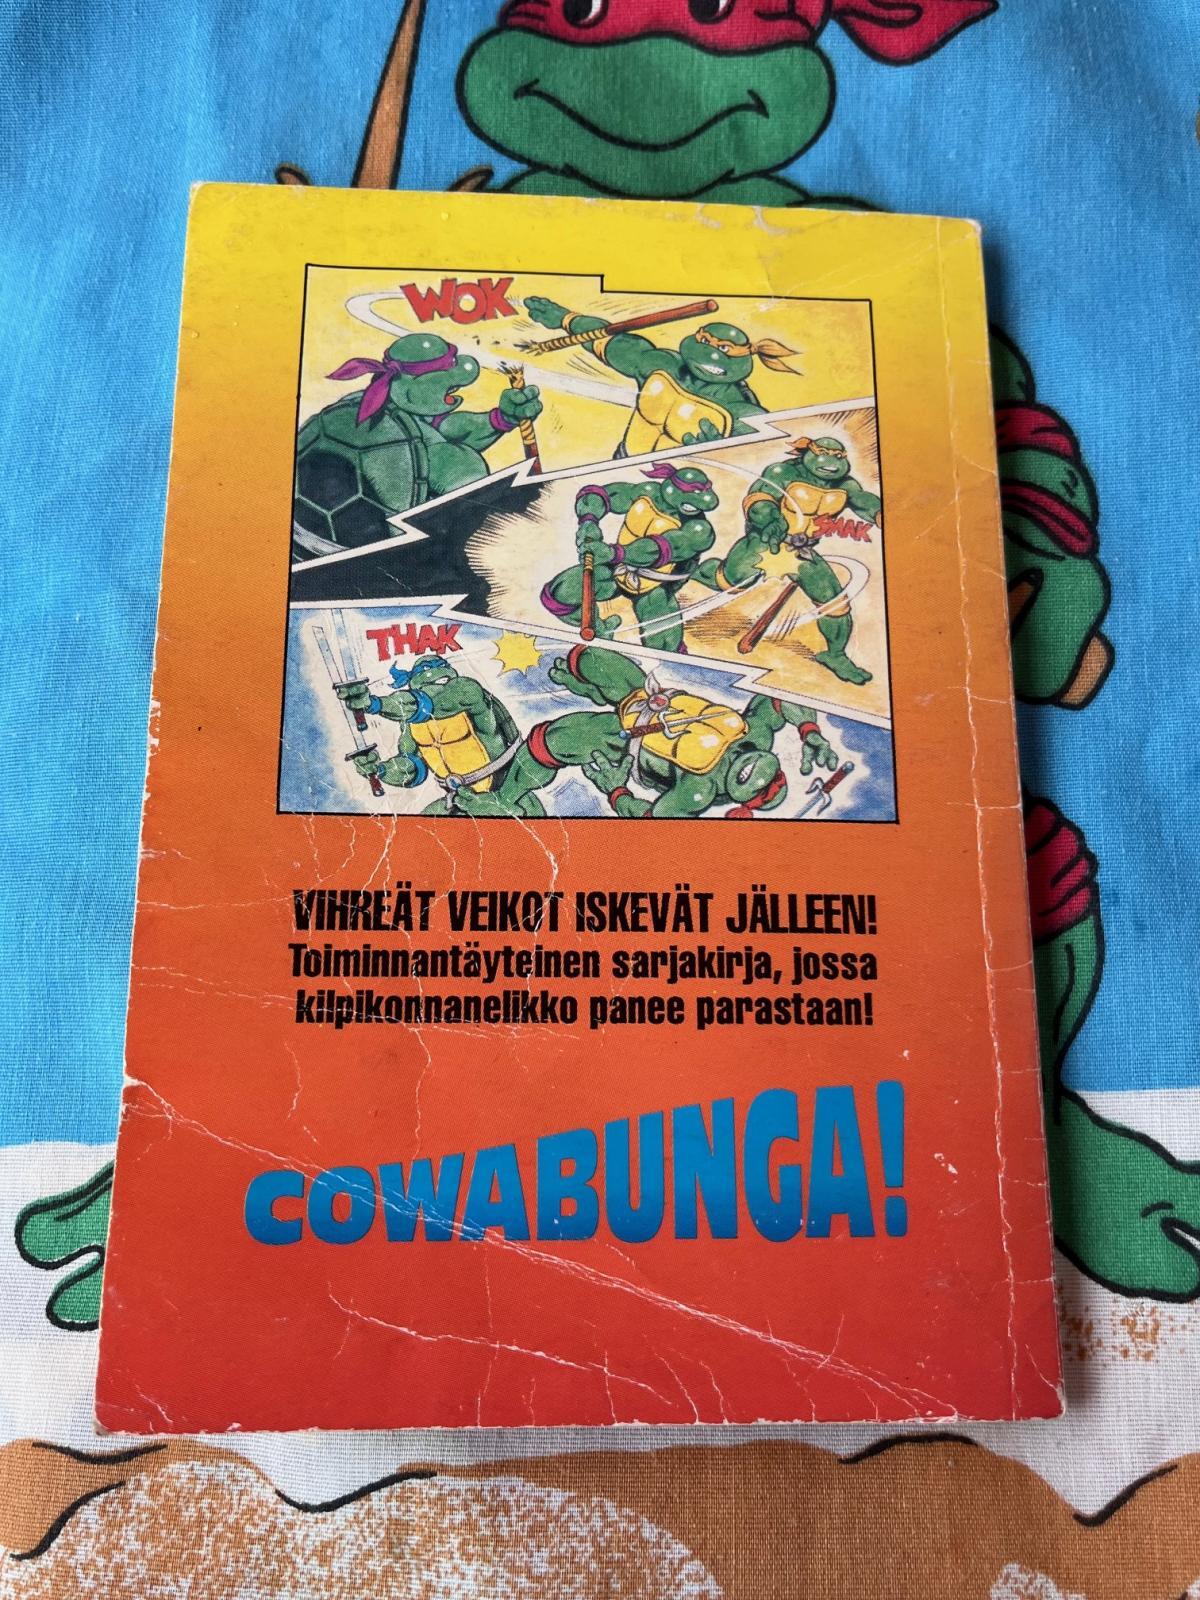 WOK
SMAK
THAK
VIHREÄT VEIKOT ISKEVÄT JÄLLEEN!
Toiminnantäyteinen sarjakirja, jossa
kilpikonnanelikko panee parastaan!
COWABUNGA!